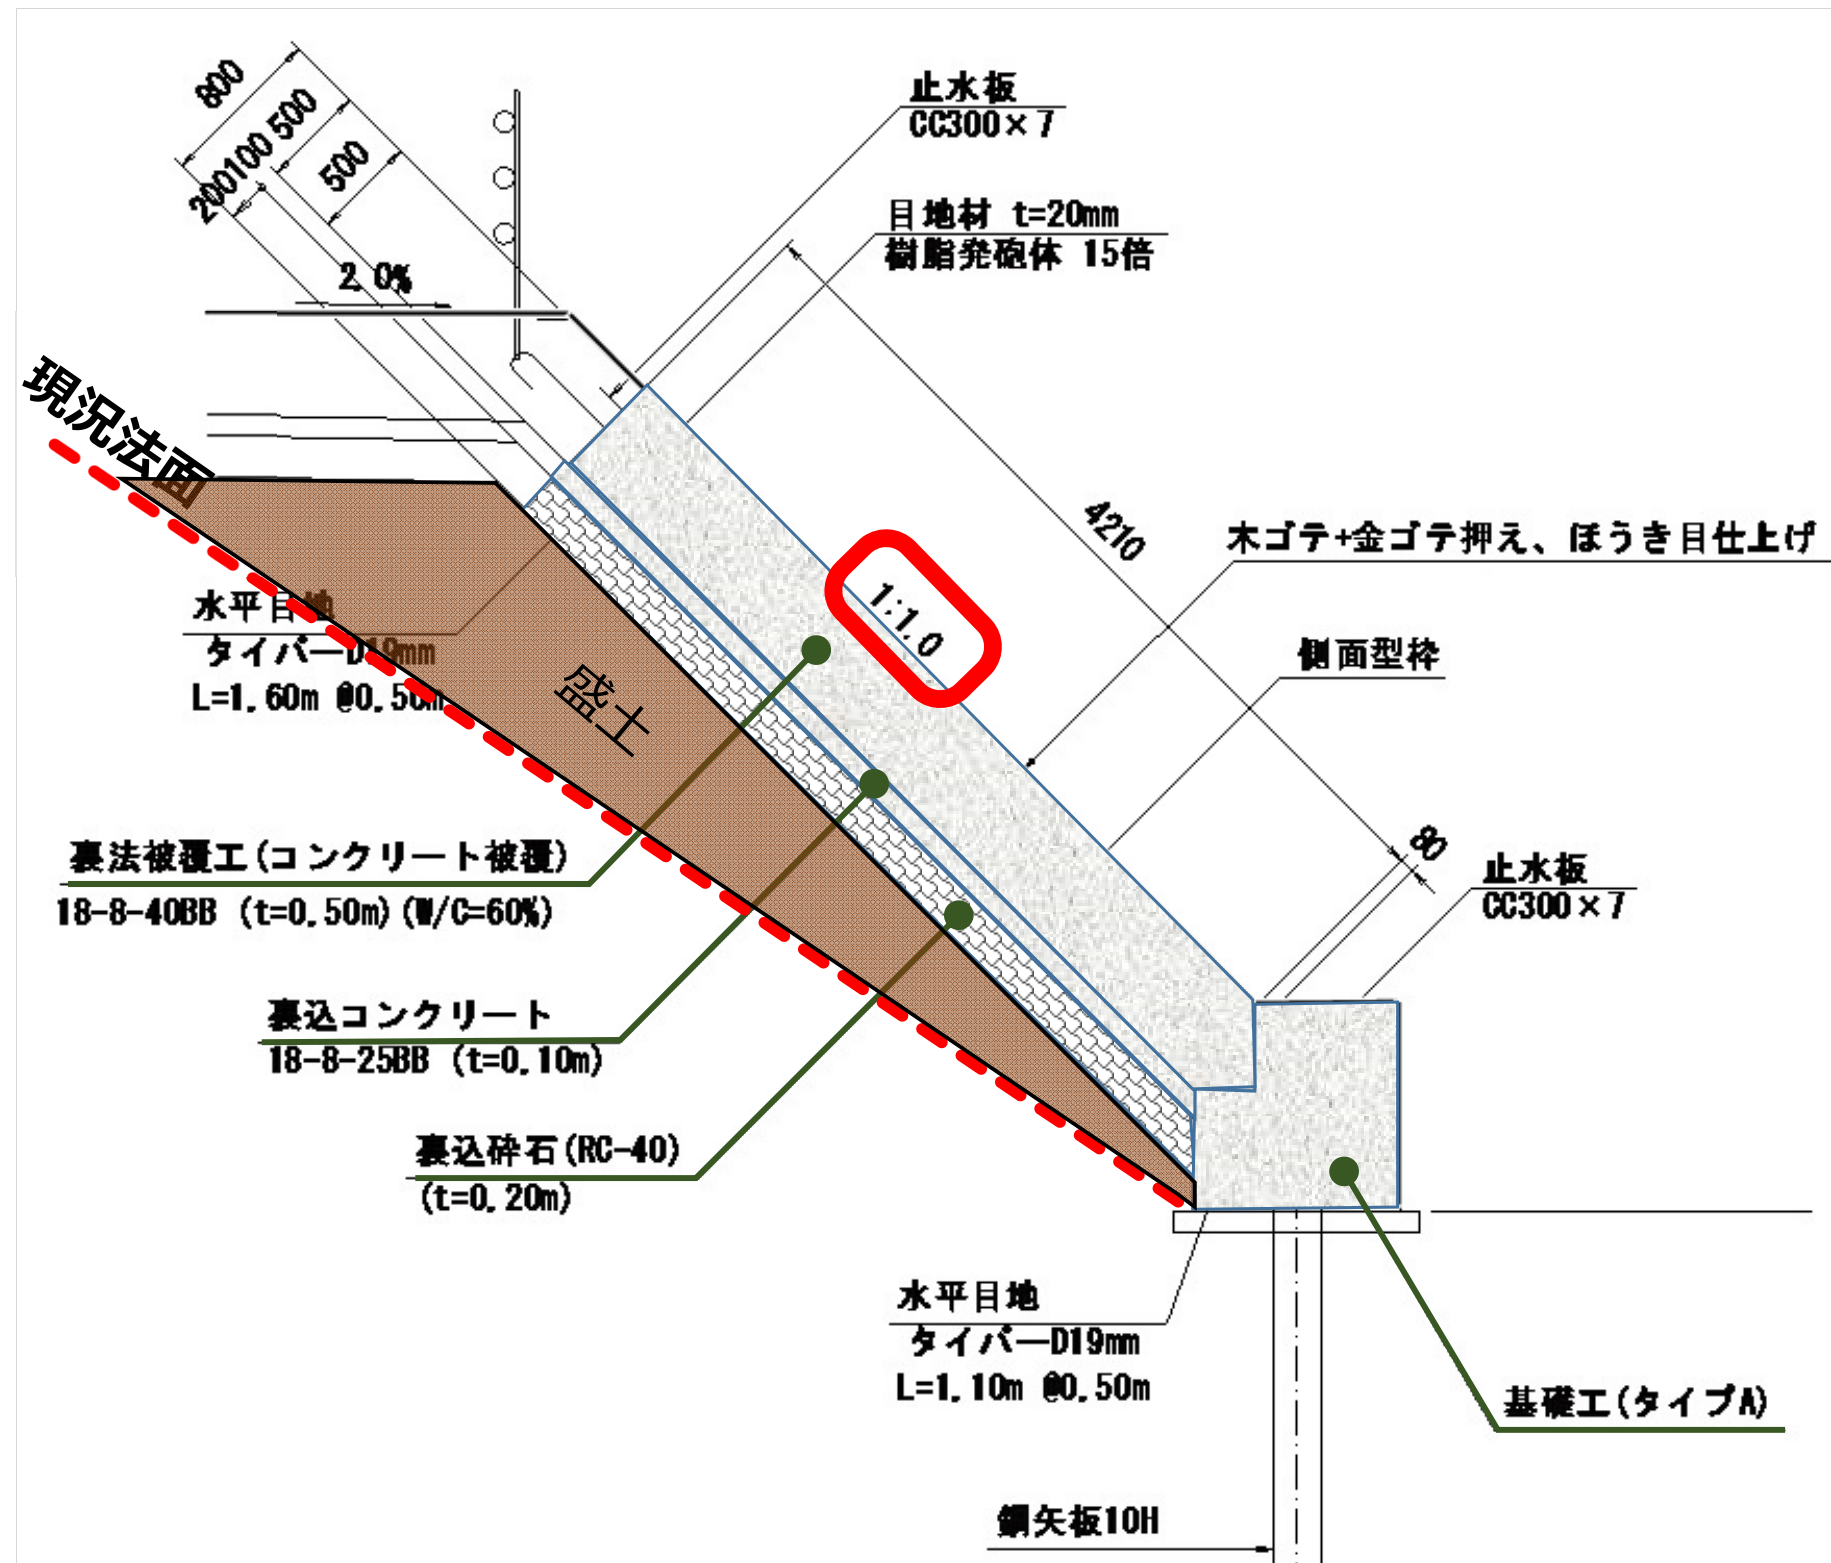 800
500
200100
500
2.0%
止水板
CC300×7
目地材 t=20mm
樹脂発砲体 15倍
現況法面
4210
木ゴテ+金ゴテ押え、ほうき目仕上げ
1:1.0
水平目地
タイバーD19mm
L=1.60m @0.50m
盛土
側面型枠
80
止水板
CC300×7
裏法被覆工(コンクリート被覆)
18-8-40BB (t=0.50m)(W/C=60%)
裏込コンクリート
18-8-25BB (t=0.10m)
裏込砕石(RC-40)
(t=0.20m)
水平目地
タイバーD19mm
L=1.10m @0.50m
基礎工(タイプA)
鋼矢板10H